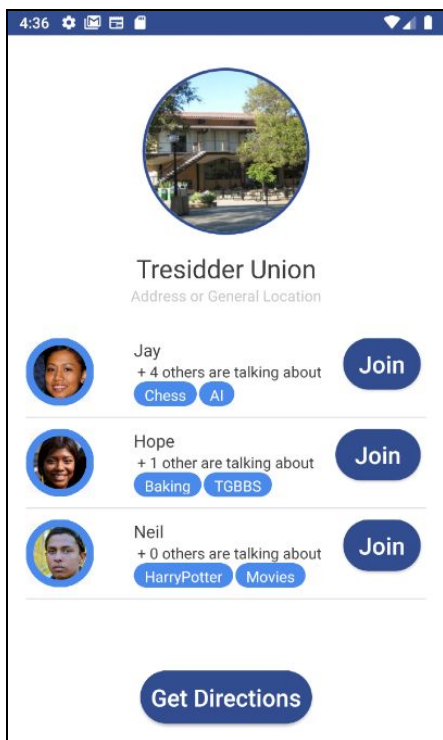 4:36
Tresidder Union
Address or General Location
Jay
+ 4 others are talking about
Chess AI
Join
Hope
+ 1 other are talking about
Baking TGBBS
Join
Neil
+ 0 others are talking about
HarryPotter Movies
Join
Get Directions